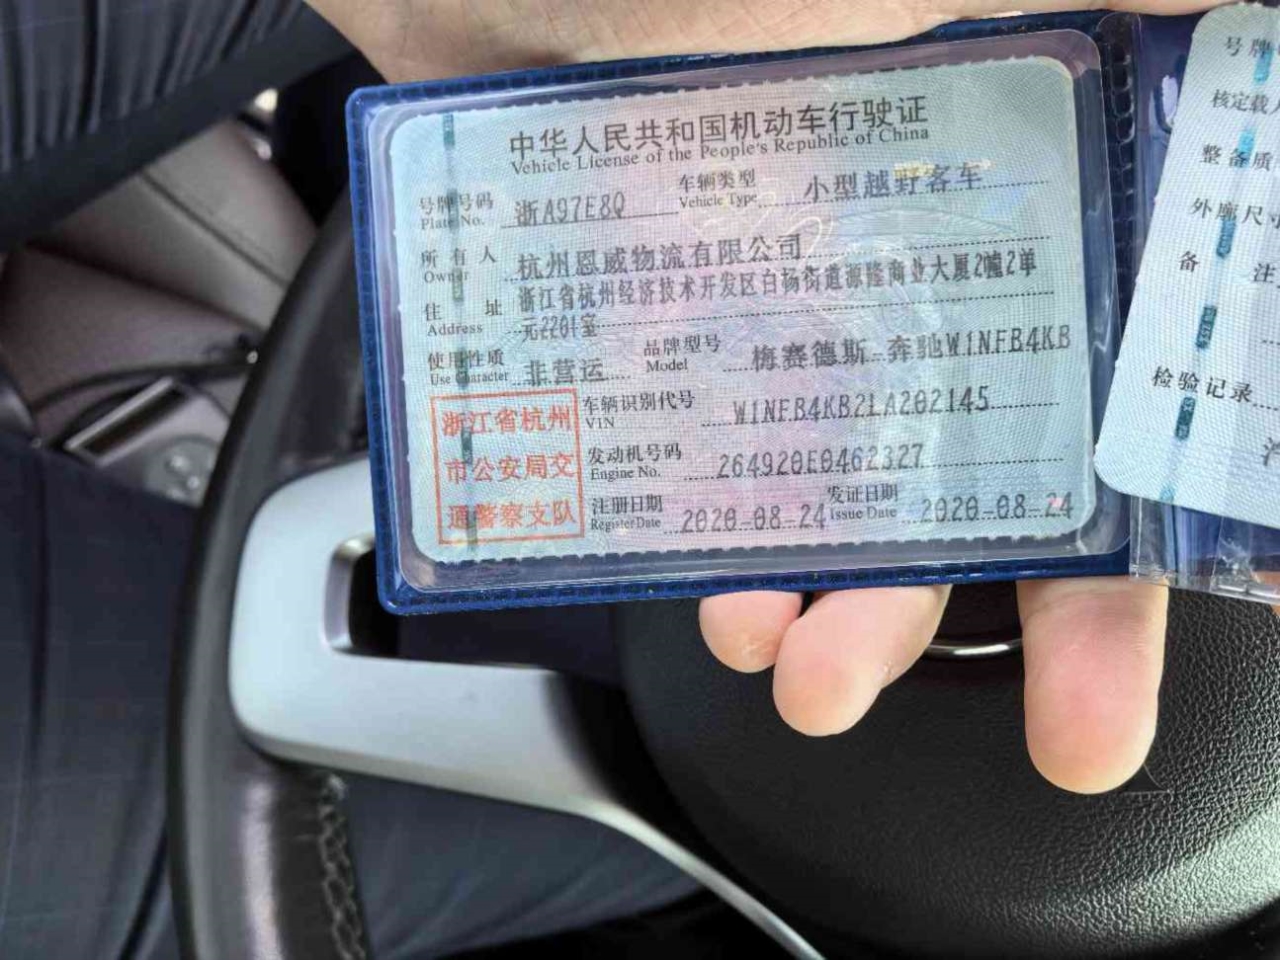 中华人民共和国机动车行驶证
Vehicle License of the People's Republic of China
号牌号码 浙A97E8Q 车辆类型 小型越野客车
Plate No. Vehicle Type
所有人 杭州恩威物流有限公司
Owner
住址 浙江省杭州经济技术开发区白杨街道源隆商业大厦2幢2单
Address 元2201室
使用性质 非营运 品牌型号 梅赛德斯-奔驰W1NFB4KB
Use Character Model
浙江省杭州
市公安局交
通警察支队
车辆识别代号 W1NFB4KB2LA202145
VIN
发动机号码 264920E0462327
Engine No.
注册日期 2020-08-24 发证日期 2020-08-24
Register Date Issue Date
号牌
核定载
整备质
外廓尺
备 注
检验记录